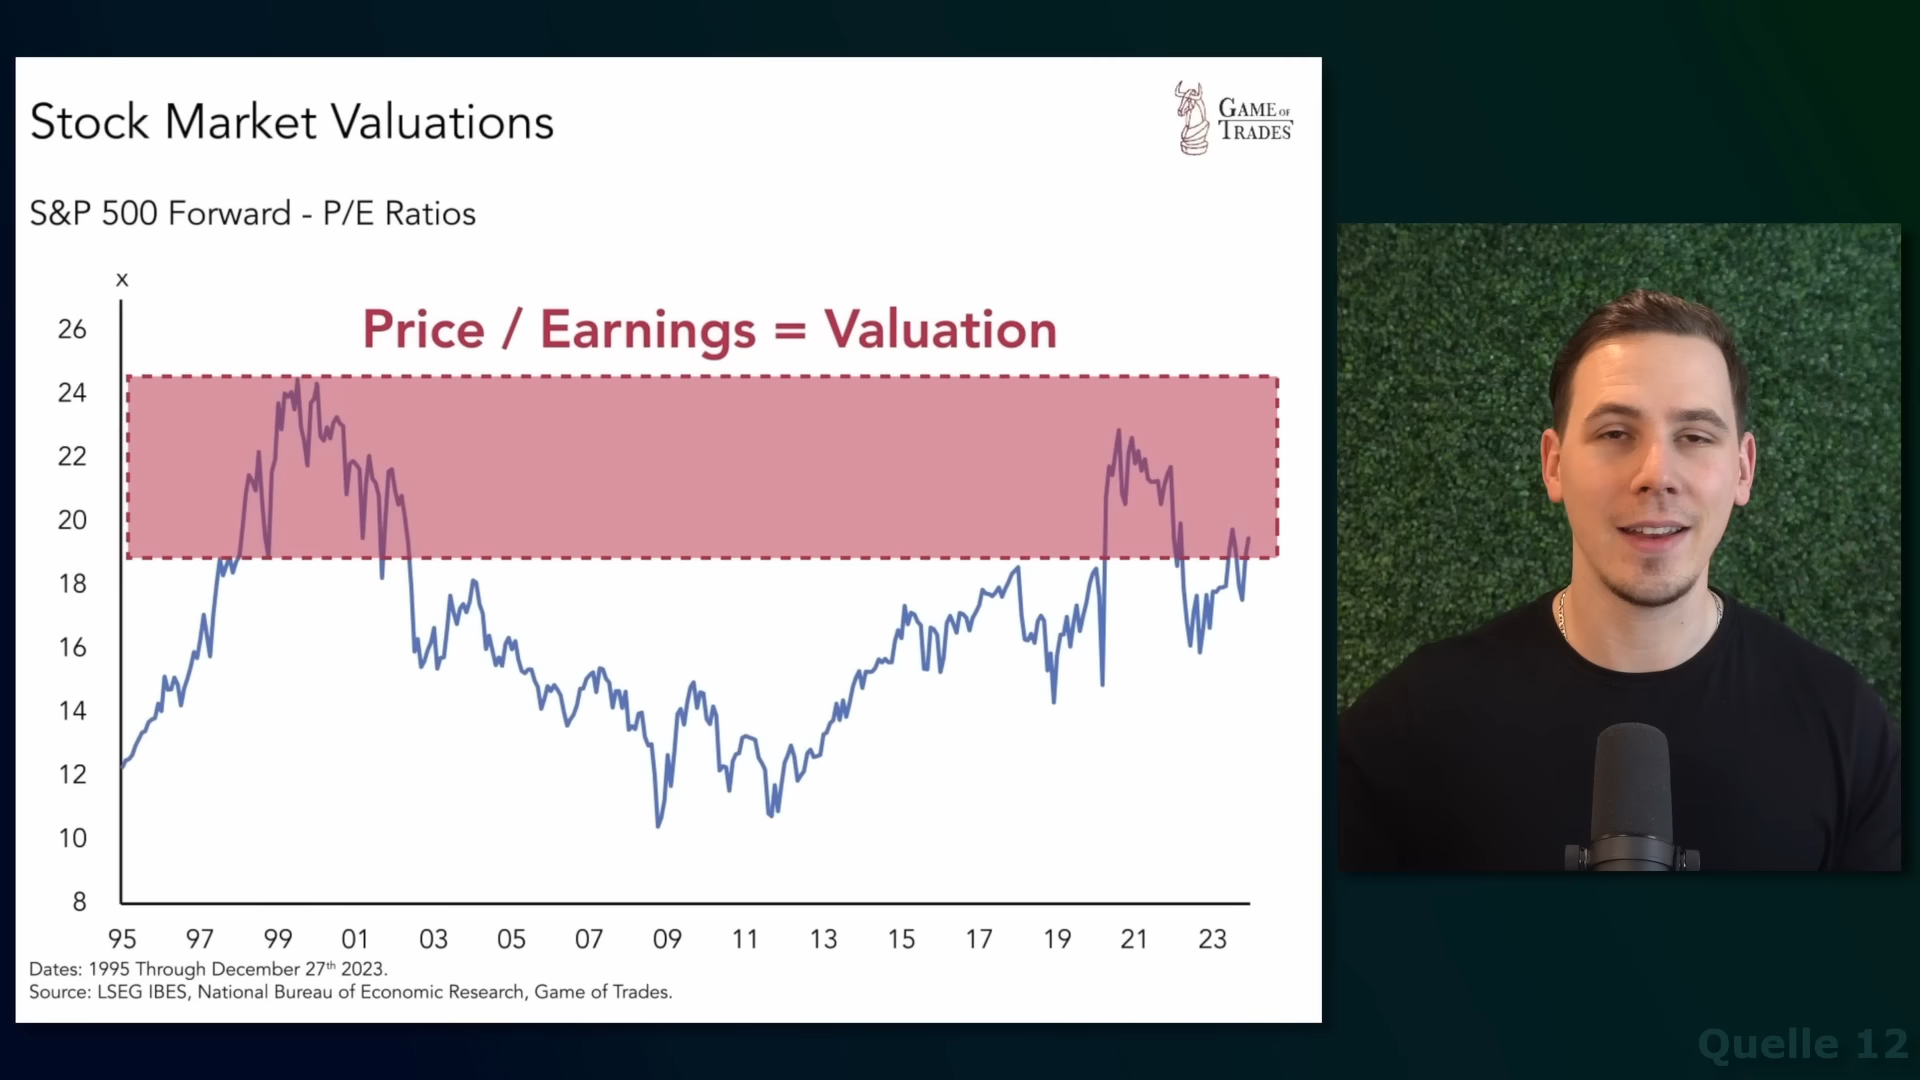 Stock Market Valuations
GAME OF
TRADES
S&P 500 Forward - P/E Ratios
x
Price / Earnings = Valuation
26
24
22
20
18
16
14
12
10
8
95 97 99 01 03 05 07 09 11 13 15 17 19 21 23
Dates: 1995 Through December 27th 2023.
Source: LSEG IBES, National Bureau of Economic Research, Game of Trades.
Quelle 12